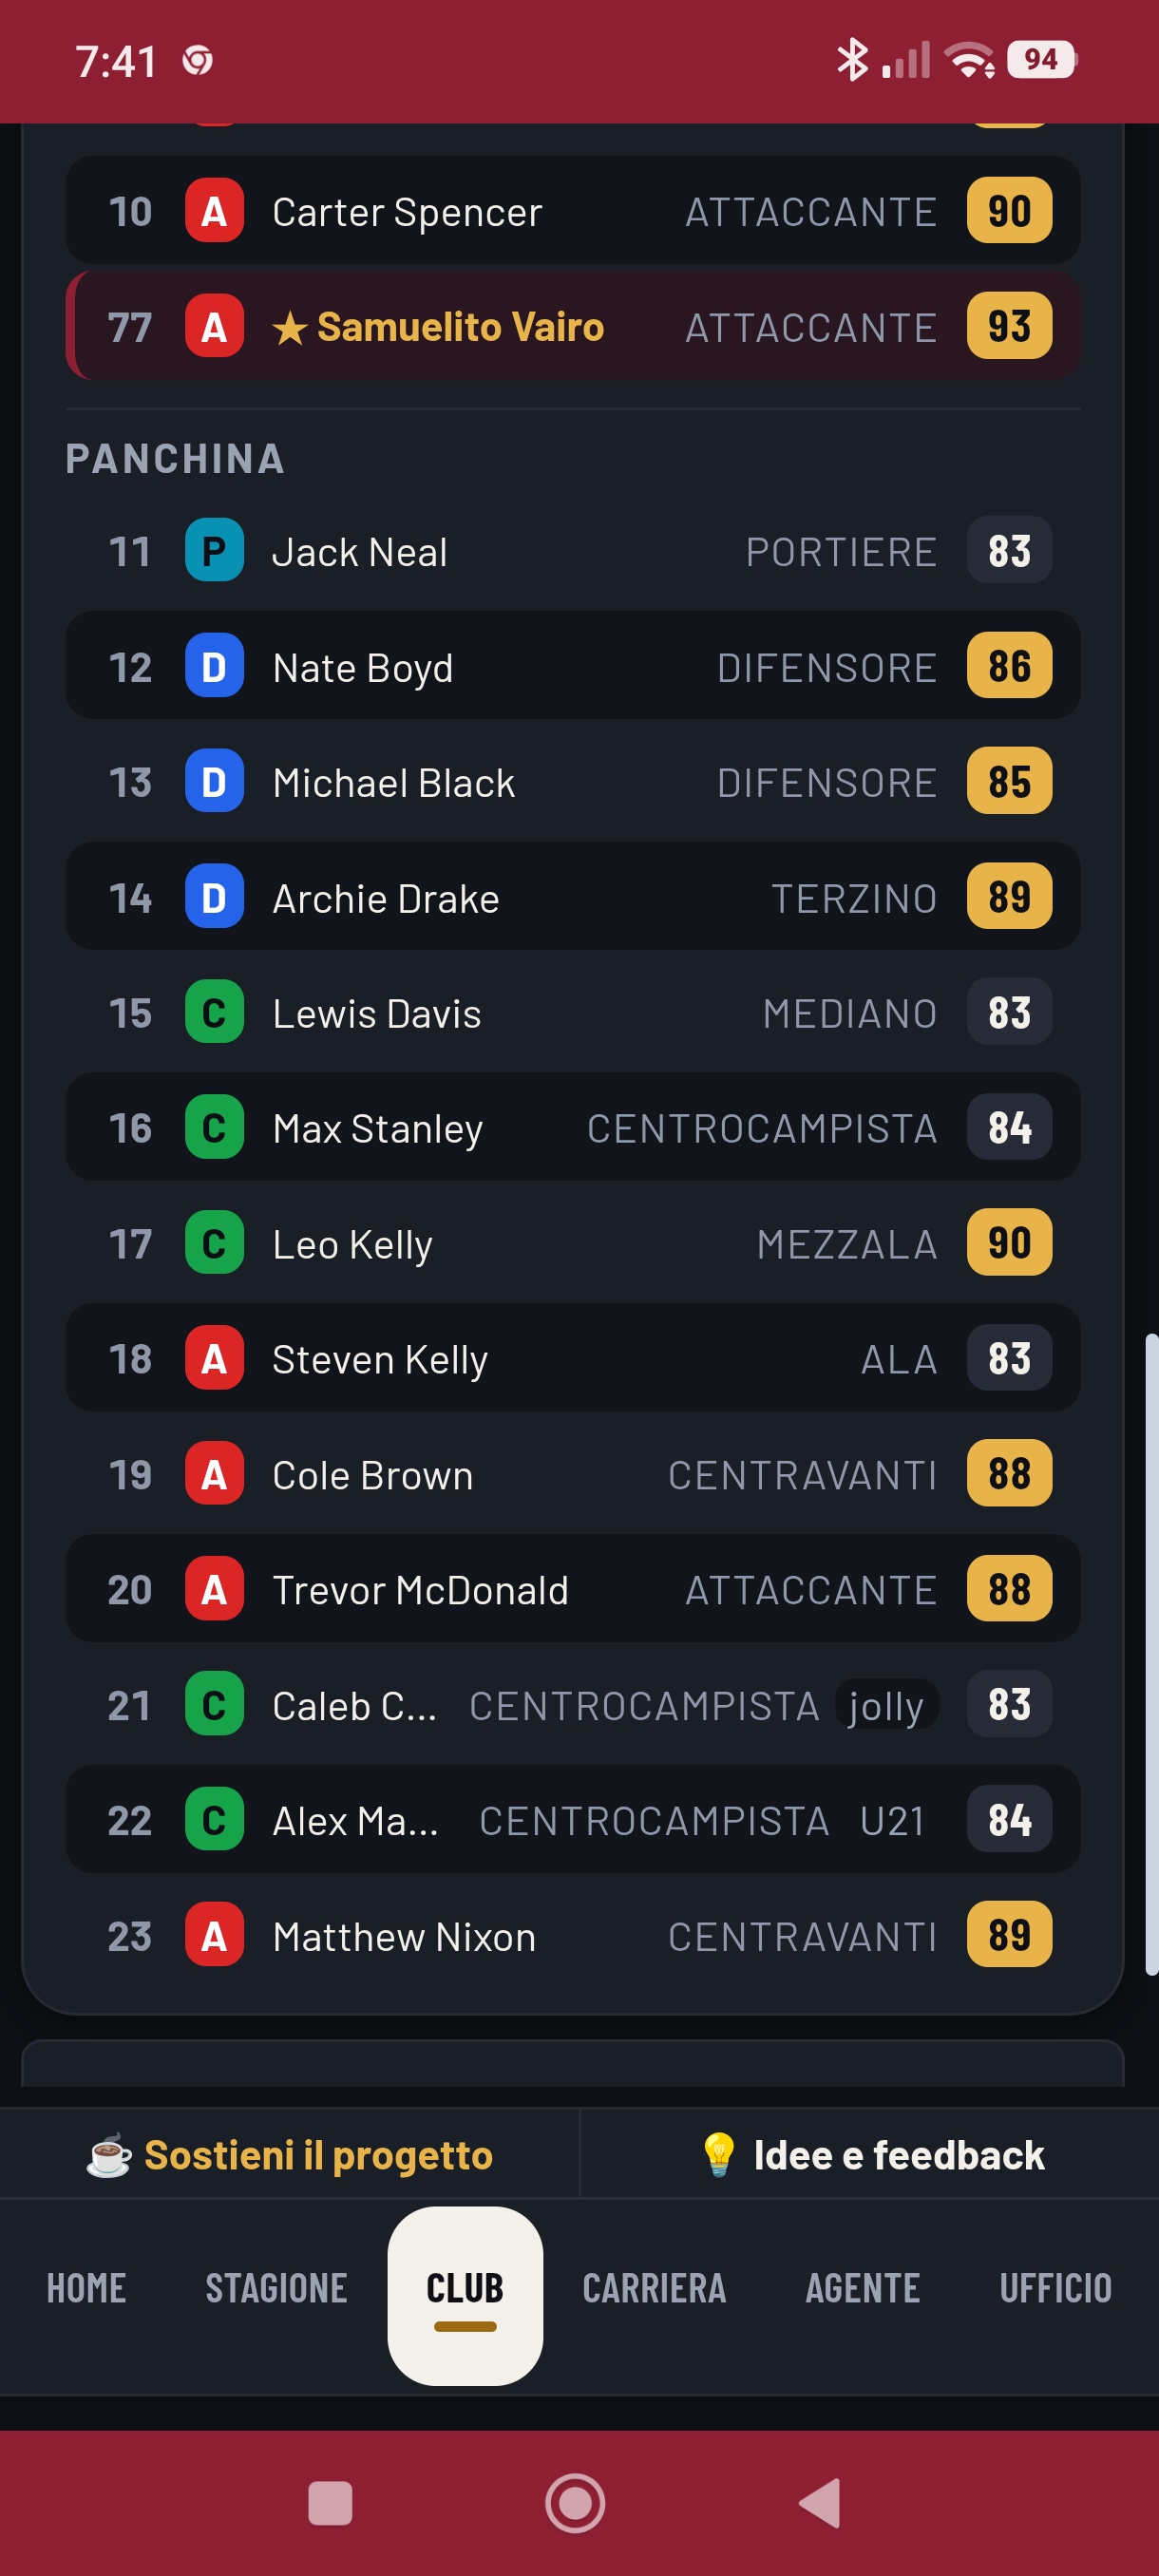 7:41 94
10 A Carter Spencer ATTACCANTE 90
77 A ★ Samuelito Vairo ATTACCANTE 93
PANCHINA
11 P Jack Neal PORTIERE 83
12 D Nate Boyd DIFENSORE 86
13 D Michael Black DIFENSORE 85
14 D Archie Drake TERZINO 89
15 C Lewis Davis MEDIANO 83
16 C Max Stanley CENTROCAMPISTA 84
17 C Leo Kelly MEZZALA 90
18 A Steven Kelly ALA 83
19 A Cole Brown CENTRAVANTI 88
20 A Trevor McDonald ATTACCANTE 88
21 C Caleb C... CENTROCAMPISTA jolly 83
22 C Alex Ma... CENTROCAMPISTA U21 84
23 A Matthew Nixon CENTRAVANTI 89
☕ Sostieni il progetto 💡 Idee e feedback
HOME STAGIONE CLUB CARRIERA AGENTE UFFICIO